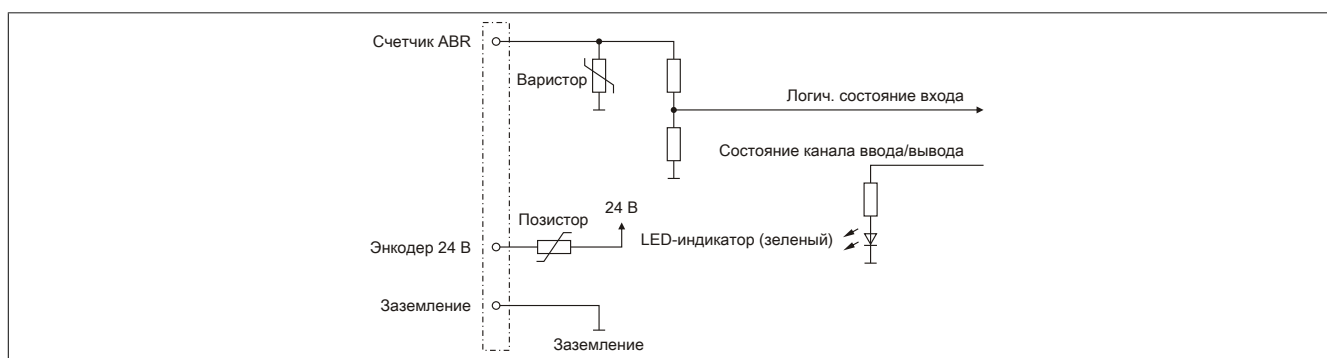 Счетчик ABR
Варистор
Логич. состояние входа
Состояние канала ввода/вывода
Позистор
24 В
Энкодер 24 В
LED-индикатор (зеленый)
Заземление
Заземление